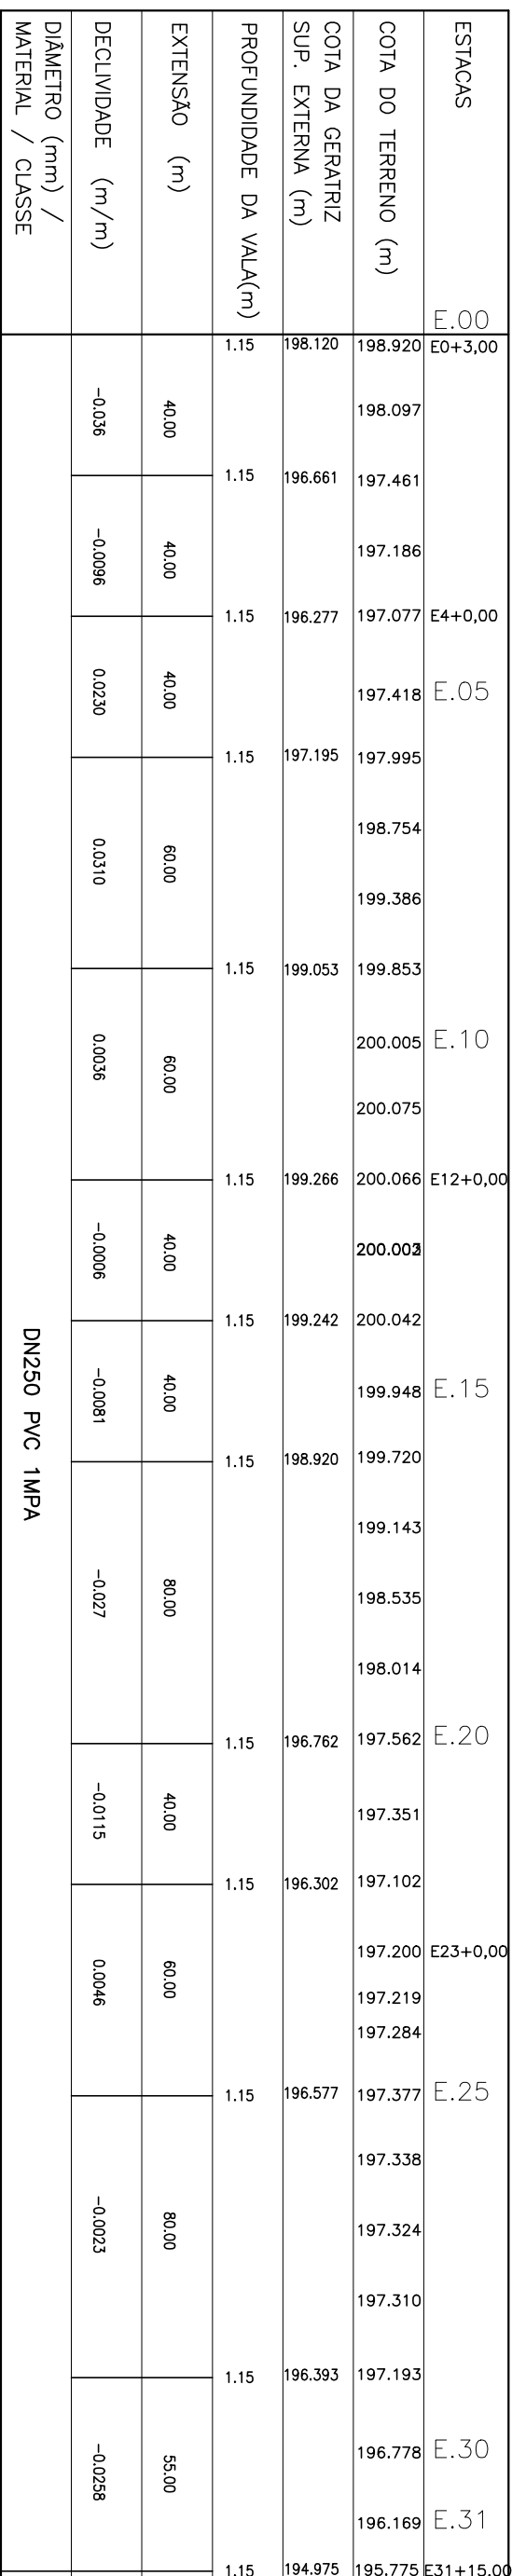 ESTACAS
COTA DO TERRENO (m)
COTA DA GERATRIZ
SUP. EXTERNA (m)
PROFUNDIDADE DA VALA(m)
EXTENSÃO (m)
DECLIVIDADE (m/m)
DIÂMETRO (mm) /
MATERIAL / CLASSE
E.00
1.15 198.120 198.920 E0+3,00
-0.036 40.00 198.097
1.15 196.661 197.461
-0.0096 40.00 197.186
1.15 196.277 197.077 E4+0,00
0.0230 40.00 197.418 E.05
1.15 197.195 197.995
198.754
0.0310 60.00
199.386
1.15 199.053 199.853
0.0036 60.00 200.005 E.10
200.075
1.15 199.266 200.066 E12+0,00
-0.0006 40.00
1.15 199.242 200.042
-0.0081 40.00 199.948 E.15
DN250 PVC 1MPA
1.15 198.920 199.720
199.143
-0.027 80.00 198.535
198.014
1.15 196.762 197.562 E.20
-0.0115 40.00 197.351
1.15 196.302 197.102
197.200 E23+0,00
0.0046 60.00 197.219
197.284
1.15 196.577 197.377 E.25
197.338
-0.0023 80.00 197.324
197.310
1.15 196.393 197.193
196.778 E.30
-0.0258 55.00
196.169 E.31
1.15 194.975 195.775 E31+15.00